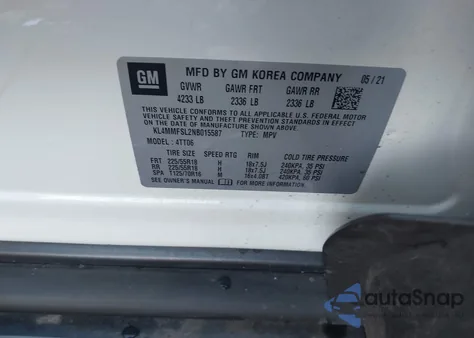 GM
MFD BY GM KOREA COMPANY 05 / 21
GVWR GAWR FRT GAWR RR
4233 LB 2336 LB 2336 LB
THIS VEHICLE CONFORMS TO ALL APPLICABLE U.S. FEDERAL
VEHICLE SAFETY, BUMPER, AND THEFT PREVENTION STANDARDS
IN EFFECT ON THE DATE OF MANUFACTURE SHOWN ABOVE.
KL4MMFSL2NB015587 TYPE: MPV
MODEL : 4TT06
TIRE SIZE SPEED RTG RIM COLD TIRE PRESSURE
FRT 225/55R18 H 18x7.5J 240KPA, 35 PSI
RR 225/55R18 H 18x7.5J 240KPA, 35 PSI
SPA T125/70R16 M 16x4.0BT 420KPA, 60 PSI
SEE OWNER'S MANUAL FOR MORE INFORMATION.
autoSnap